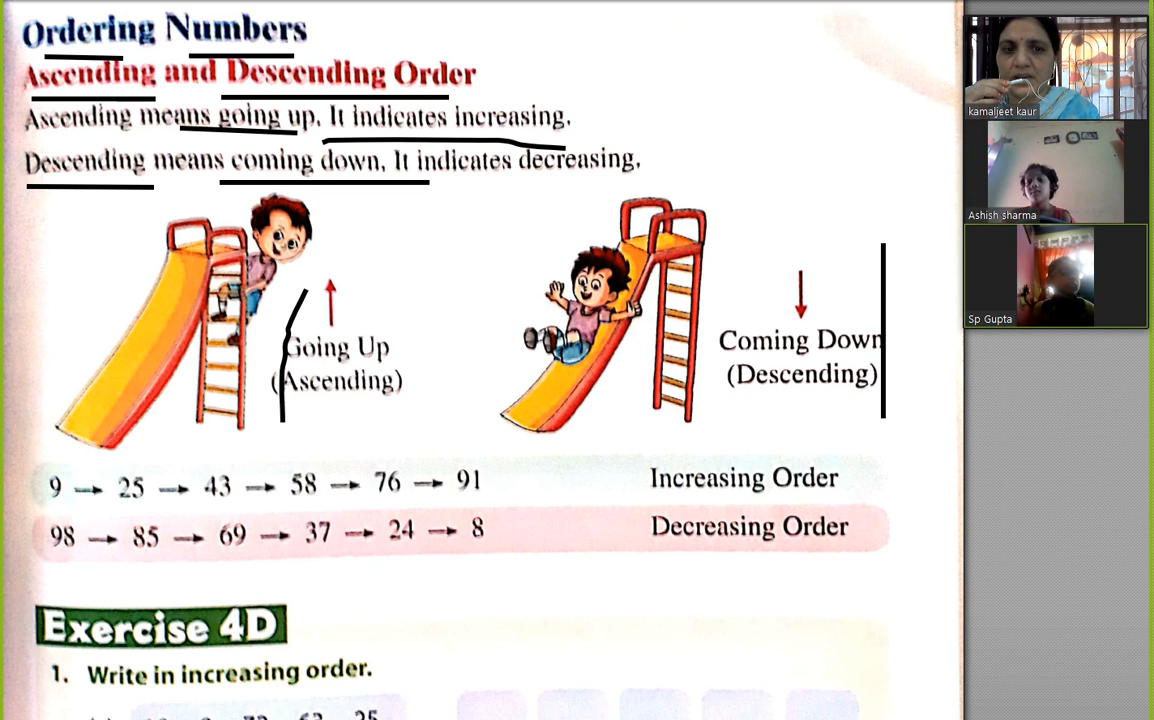 Ordering Numbers
Ascending and Descending Order
Ascending means going up. It indicates increasing.
Descending means coming down. It indicates decreasing.
Going Up
(Ascending)
Coming Down
(Descending)
9 → 25 → 43 → 58 → 76 → 91 Increasing Order
98 → 85 → 69 → 37 → 24 → 8 Decreasing Order
Exercise 4D
1. Write in increasing order.
kamaljeet kaur
Ashish sharma
Sp Gupta